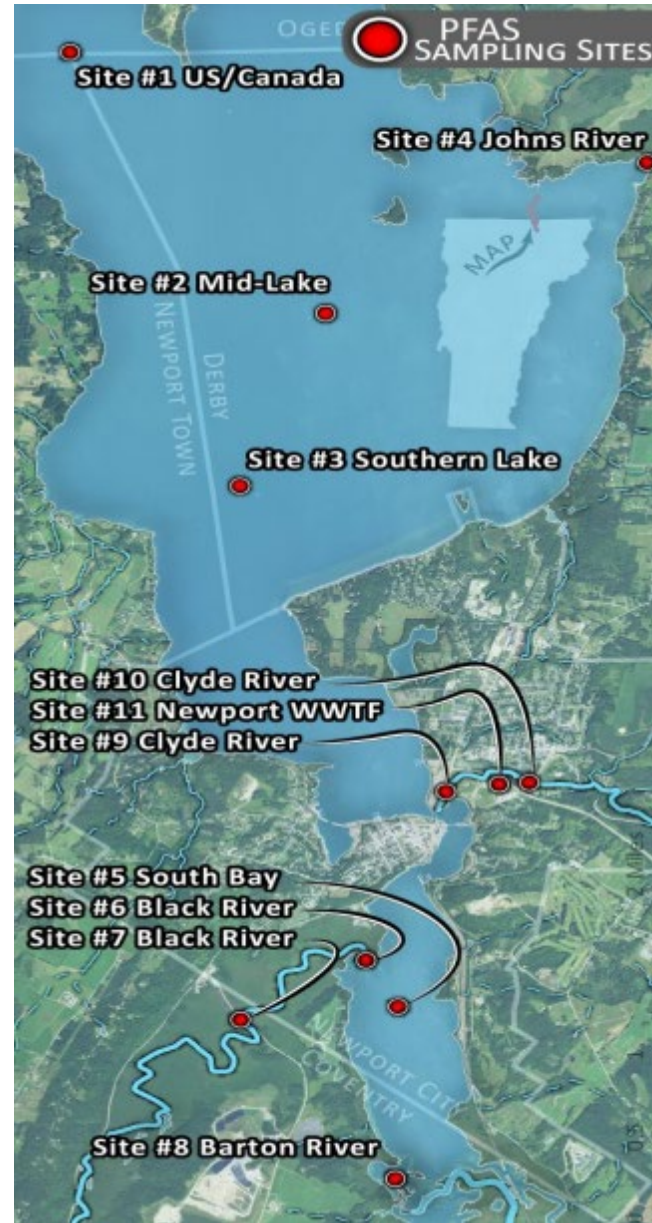 OGED
PFAS
SAMPLING SITES
Site #1 US/Canada
Site #4 Johns River
MAP
Site #2 Mid-Lake
DERBY
NEWPORT TOWN
Site #3 Southern Lake
Site #10 Clyde River
Site #11 Newport WWTF
Site #9 Clyde River
Site #5 South Bay
Site #6 Black River
Site #7 Black River
NEWPORT CITY
COVENTRY
Site #8 Barton River